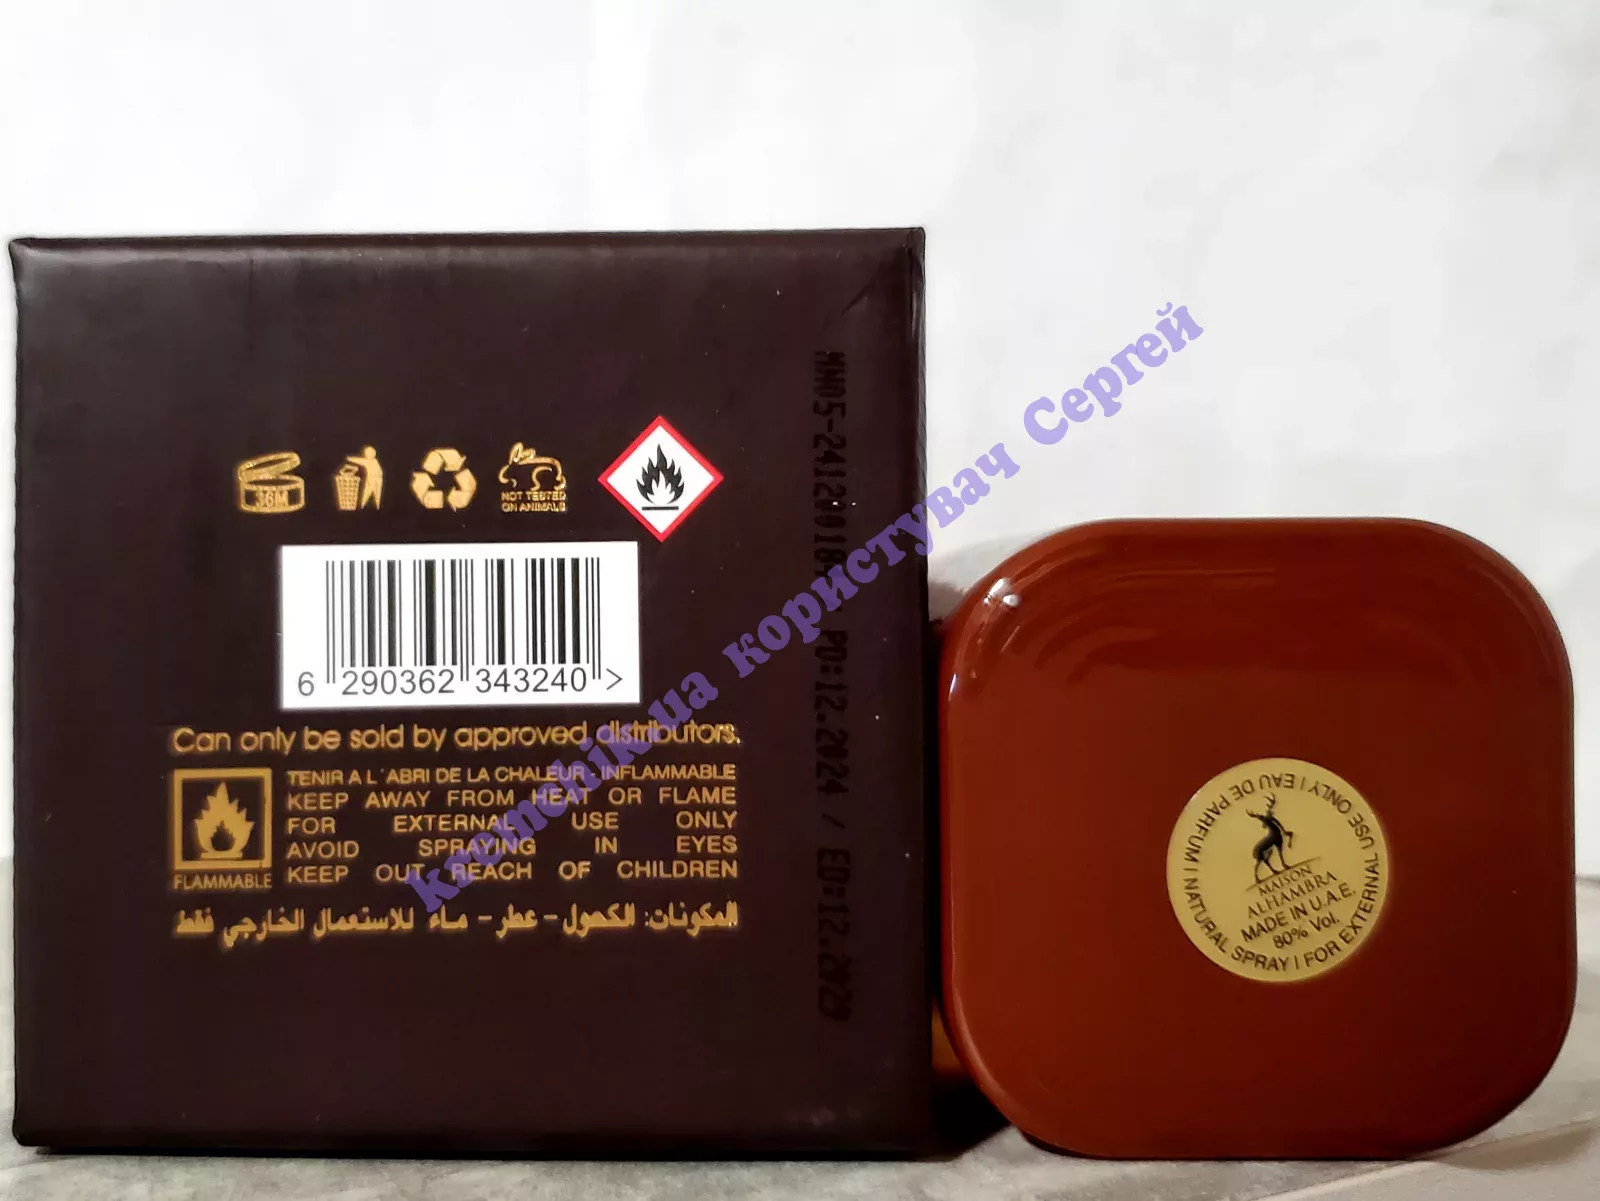 36M
NOT TESTED
ON ANIMALS
6 290362 343240 >
Can only be sold by approved distributors.
TENIR A L'ABRI DE LA CHALEUR - INFLAMMABLE
KEEP AWAY FROM HEAT OR FLAME
FOR EXTERNAL USE ONLY
AVOID SPRAYING IN EYES
KEEP OUT REACH OF CHILDREN
FLAMMABLE
المكونات: الكحول - عطر - ماء للاستعمال الخارجي فقط
PD:12.2024 / ED:12.2029
kremchik.ua користувач Сергей
MAISON
ALHAMBRA
MADE IN U.A.E.
80% Vol.
EAU DE PARFUM | NATURAL SPRAY | FOR EXTERNAL USE ONLY |